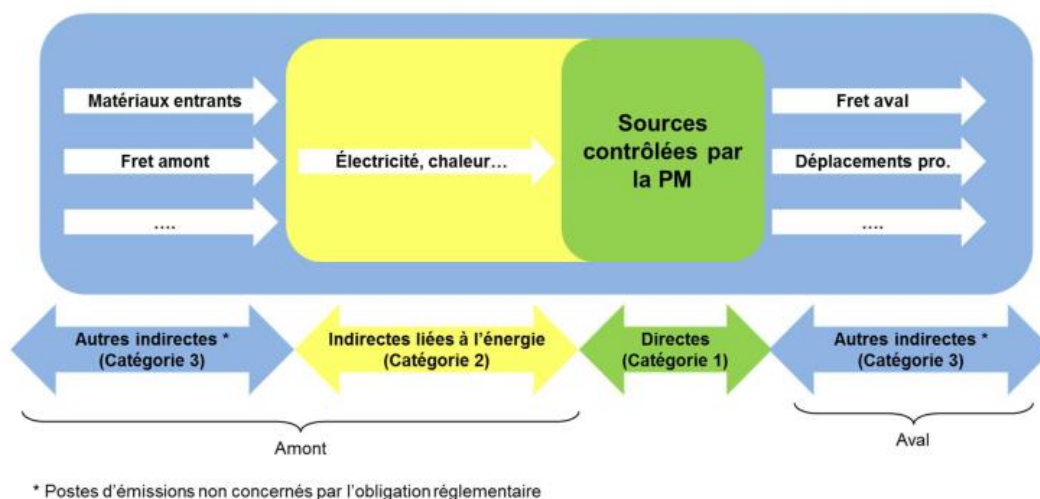 Matériaux entrants
Fret amont
....
Électricité, chaleur…
Sources
contrôlées par
la PM
Fret aval
Déplacements pro.
....
Autres indirectes *
(Catégorie 3)
Indirectes liées à l’énergie
(Catégorie 2)
Directes
(Catégorie 1)
Autres indirectes *
(Catégorie 3)
Amont
Aval
* Postes d’émissions non concernés par l’obligation réglementaire